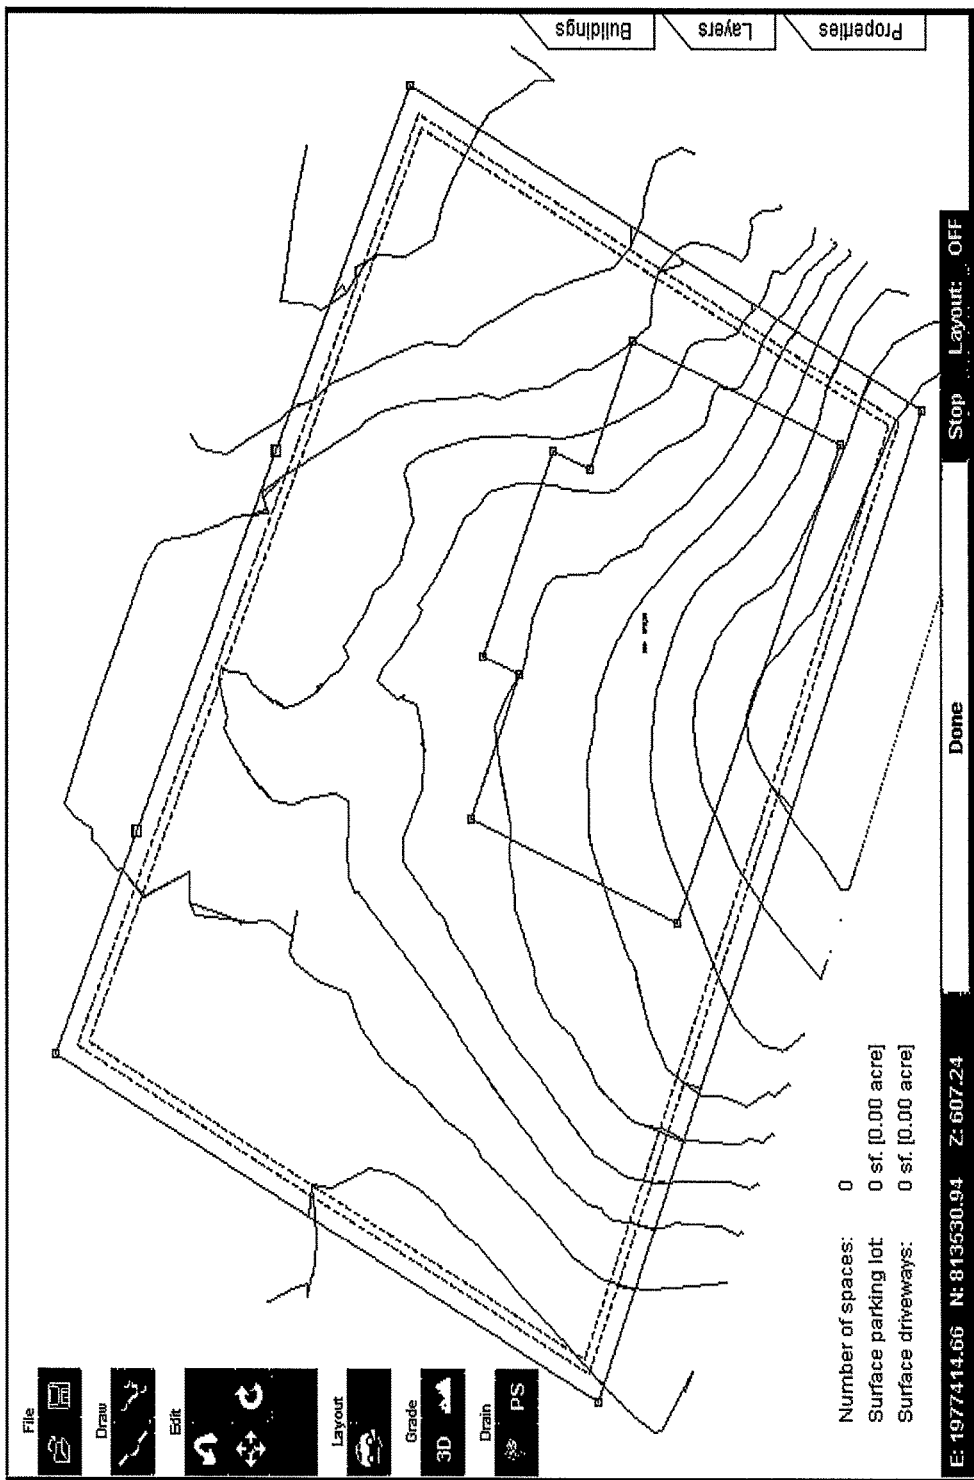 File
Draw
Edit
Layout
Grade
3D
Drain
PS
Buildings
Layers
Properties
Number of spaces: 0
Surface parking lot: 0 sf. [0.00 acre]
Surface driveways: 0 sf. [0.00 acre]
E: 1977414.66 N: 813530.94 Z: 607.24
Done
Stop Layout: OFF